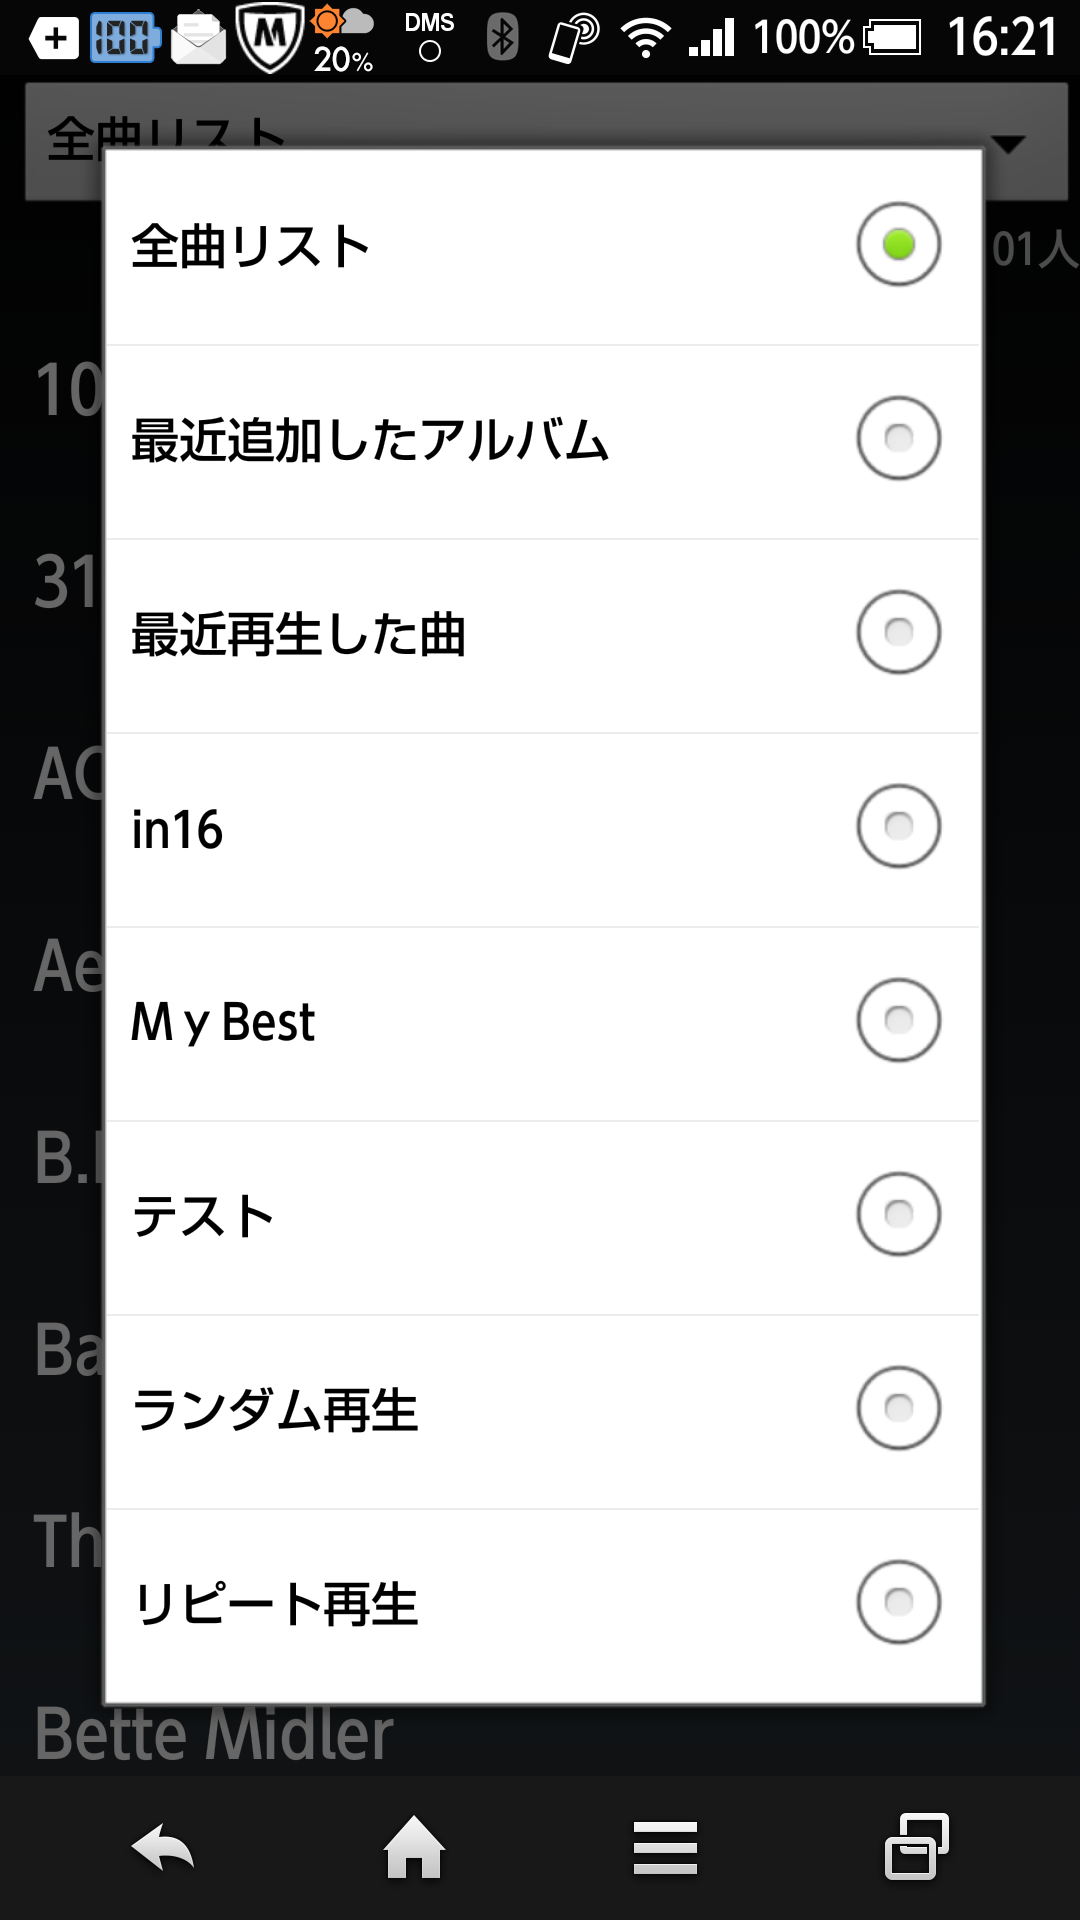 100 M 20% DMS 100% 16:21
全曲リスト
01人
全曲リスト
10
最近追加したアルバム
31
最近再生した曲
AC
in16
Ae
Mｙ Best
B.
テスト
Ba
ランダム再生
Th
リピート再生
Bette Midler